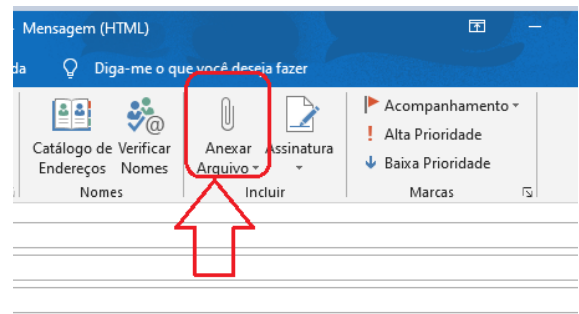 Mensagem (HTML)
da Diga-me o que você deseja fazer
Catálogo de Endereços
Verificar Nomes
Anexar Arquivo
Assinatura
Acompanhamento
Alta Prioridade
Baixa Prioridade
Nomes
Incluir
Marcas